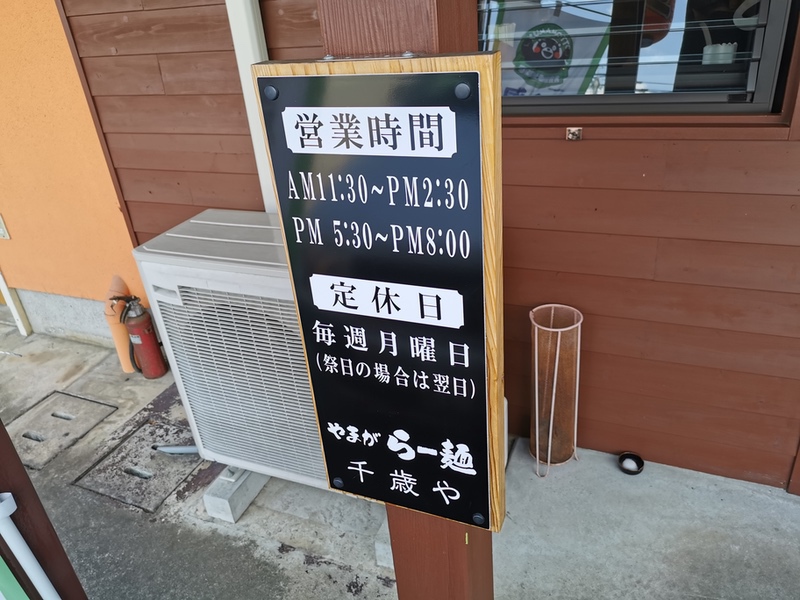 営業時間
AM11:30~PM2:30
PM 5:30~PM8:00
定休日
毎週月曜日
(祭日の場合は翌日)
やまが らー麺
千歳や